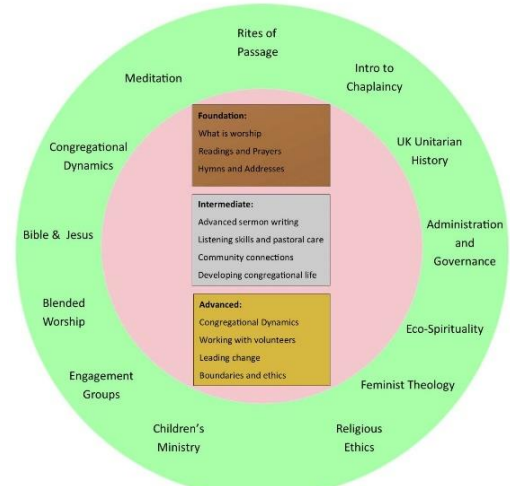 Rites of
Passage
Intro to
Chaplaincy
UK Unitarian
History
Administration
and
Governance
Eco-Spirituality
Feminist Theology
Religious
Ethics
Children's
Ministry
Engagement
Groups
Blended
Worship
Bible & Jesus
Congregational
Dynamics
Meditation
Foundation:
What is worship
Readings and Prayers
Hymns and Addresses
Intermediate:
Advanced sermon writing
Listening skills and pastoral care
Community connections
Developing congregational life
Advanced:
Congregational Dynamics
Working with volunteers
Leading change
Boundaries and ethics